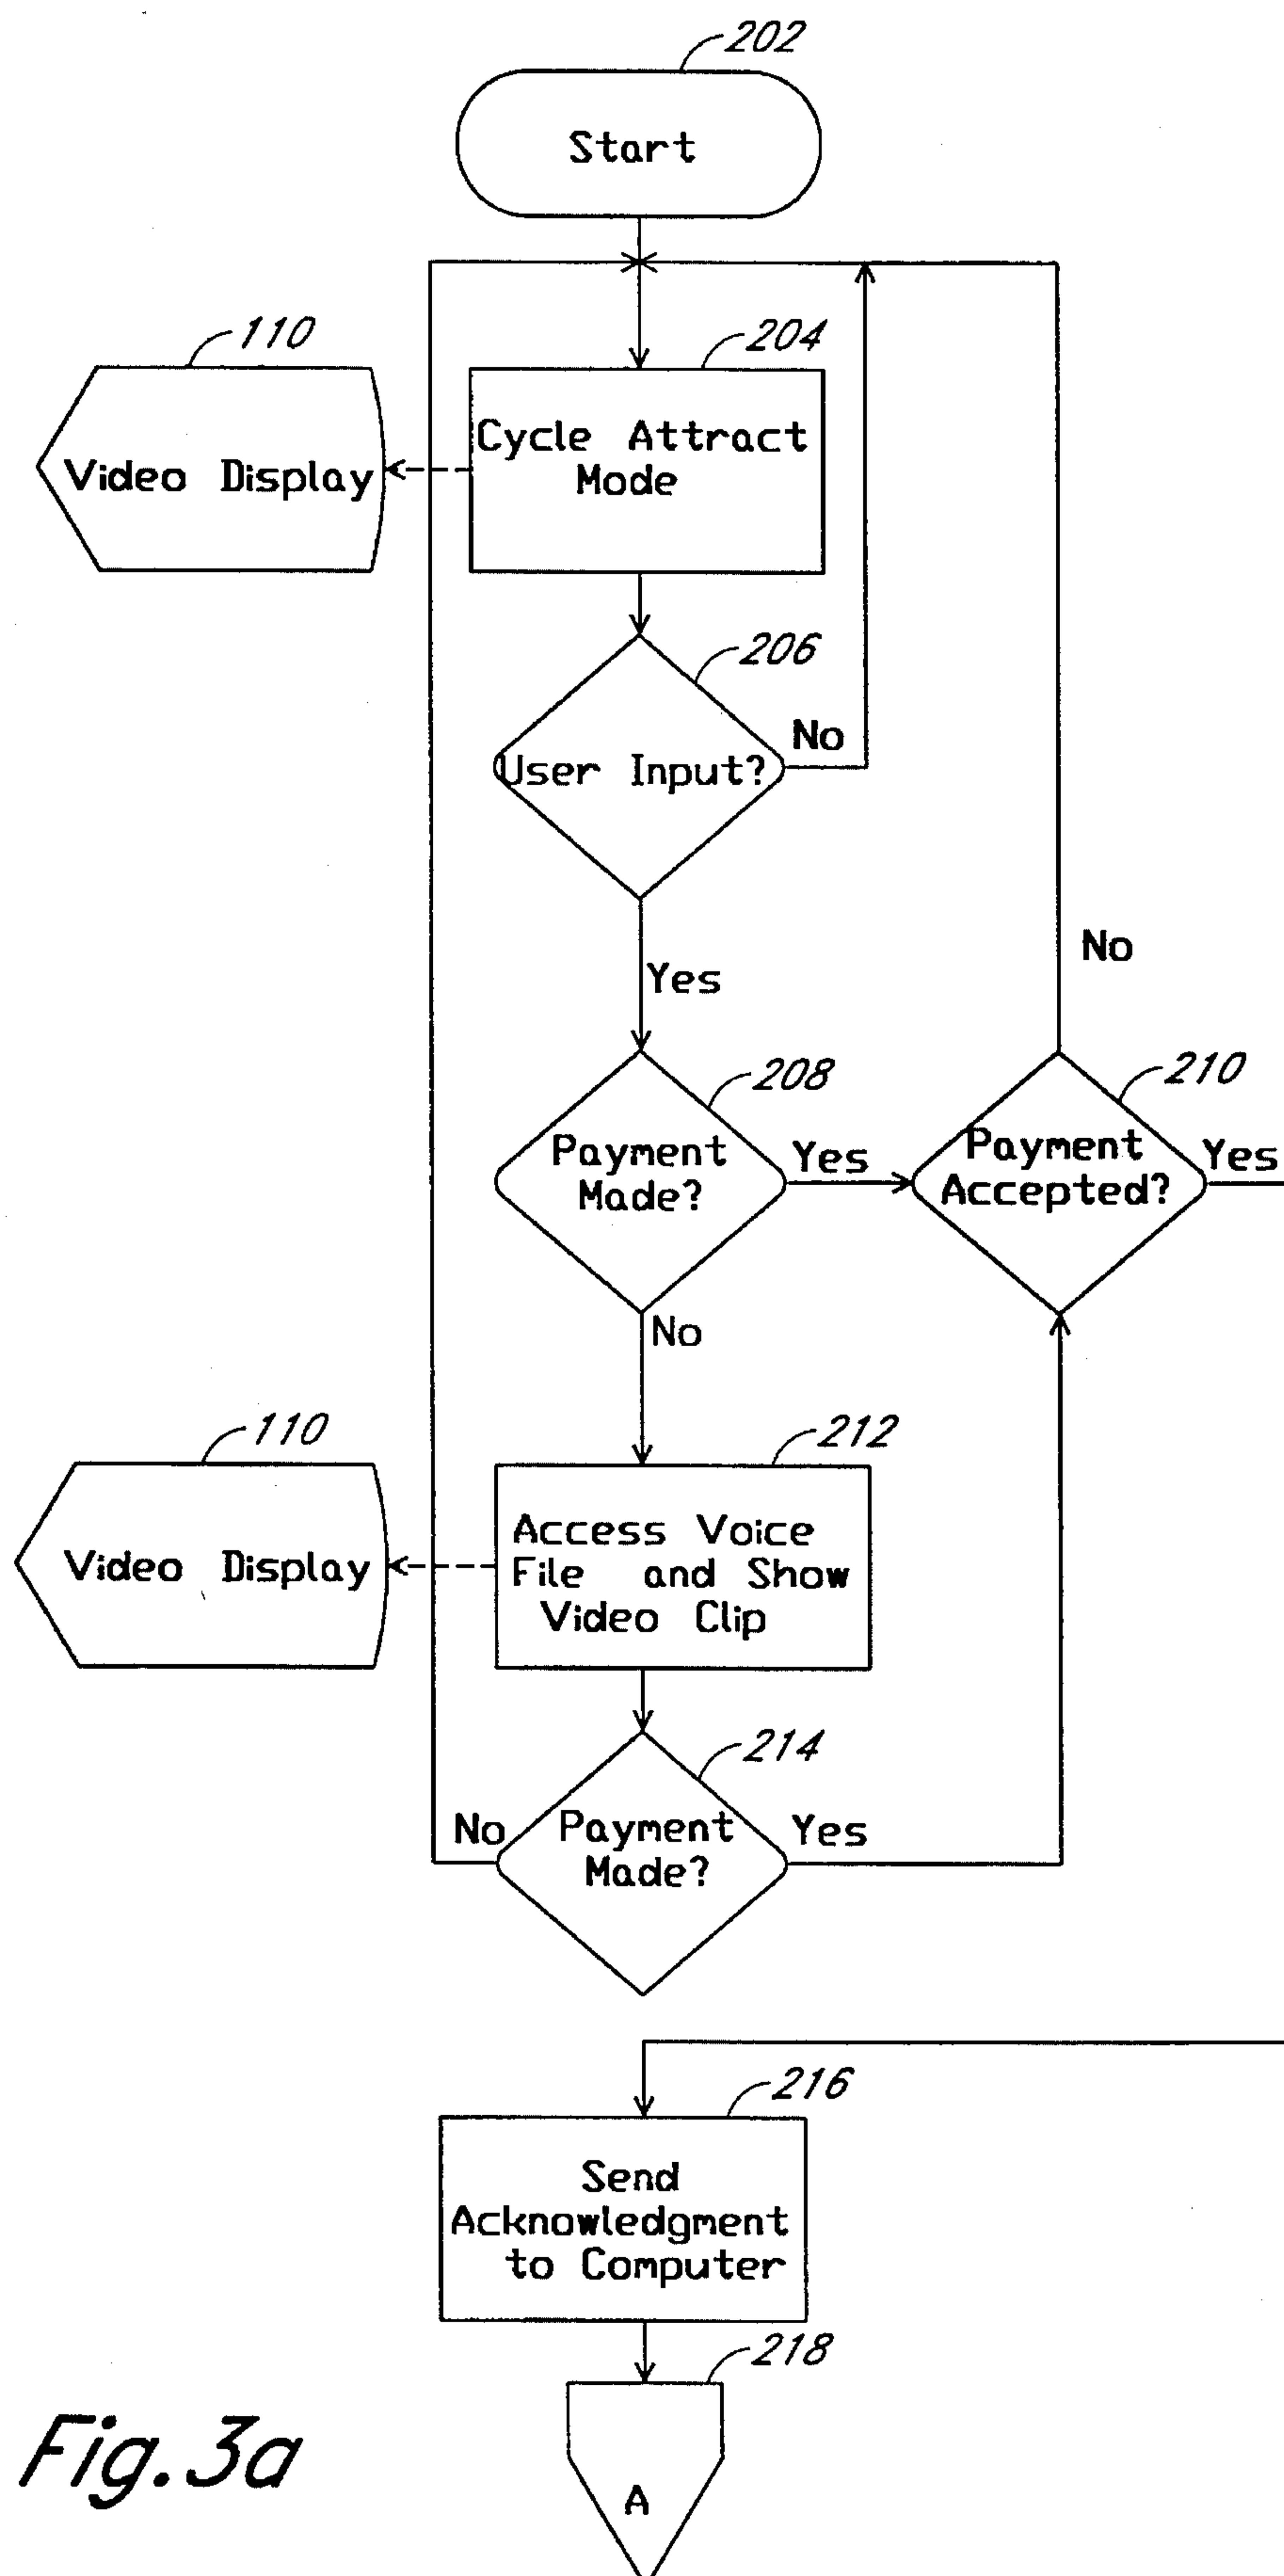 202
Start
110
204
Cycle Attract
Mode
Video Display
206
No
User Input?
Yes
No
208
210
Payment
Made?
Yes
Payment
Accepted?
Yes
No
110
212
Access Voice
File and Show
Video Clip
Video Display
214
No
Payment
Made?
Yes
216
Send
Acknowledgment
to Computer
218
A
Fig. 3a